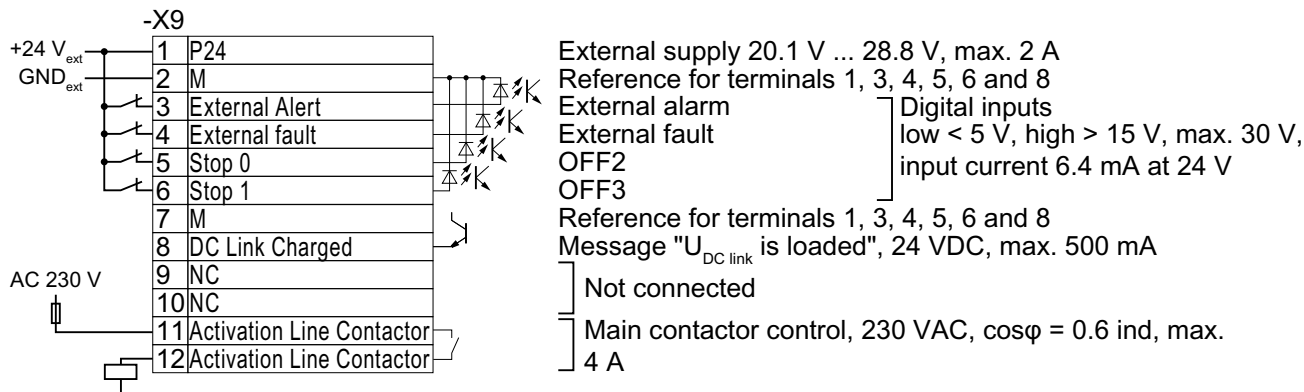 -X9
+24 Vext 1 P24 External supply 20.1 V ... 28.8 V, max. 2 A
GNDext 2 M Reference for terminals 1, 3, 4, 5, 6 and 8
3 External Alert External alarm Digital inputs
4 External fault External fault low < 5 V, high > 15 V, max. 30 V,
5 Stop 0 OFF2 input current 6.4 mA at 24 V
6 Stop 1 OFF3
7 M Reference for terminals 1, 3, 4, 5, 6 and 8
8 DC Link Charged Message "UDC link is loaded", 24 VDC, max. 500 mA
AC 230 V 9 NC Not connected
10 NC
11 Activation Line Contactor Main contactor control, 230 VAC, cosφ = 0.6 ind, max.
12 Activation Line Contactor 4 A